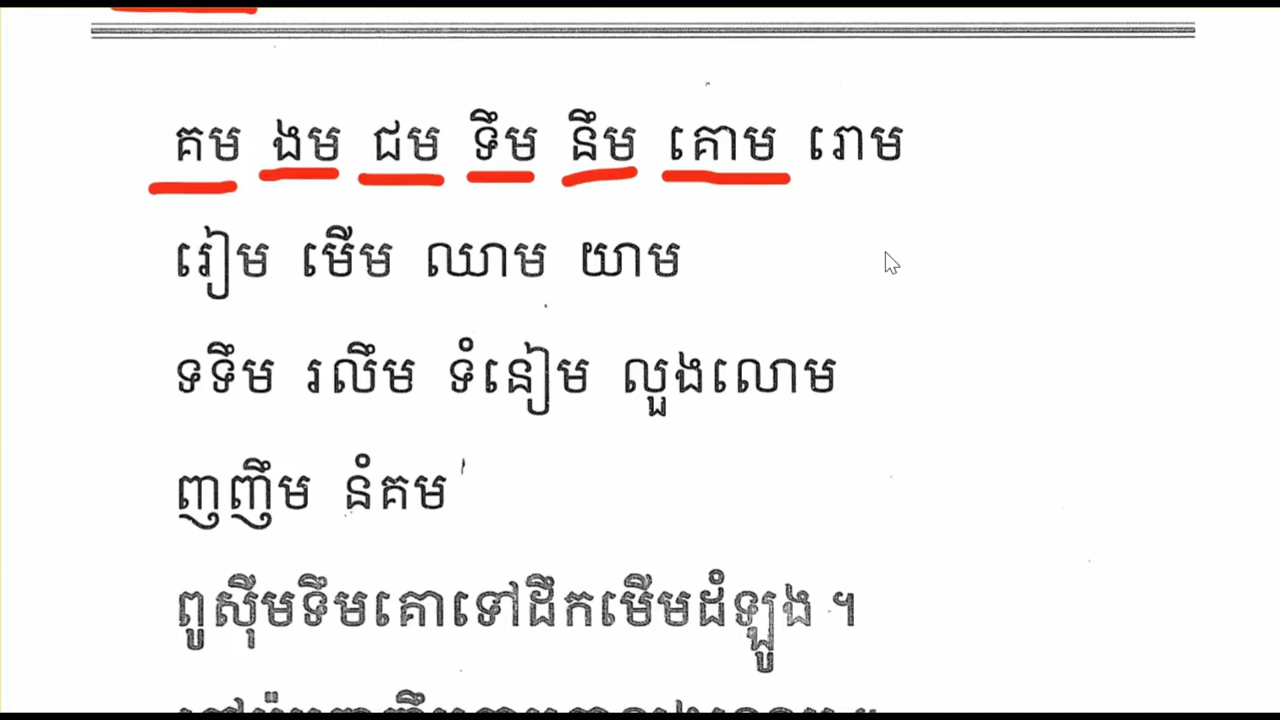 គម ងម ជម ទឹម នឹម គោម រោម
រៀម មើម ឈាម យាម
ទទឹម រលឹម ទំនៀម លួងលោម
ញញឹម នំគម
ពូស៊ីមទឹមគោទៅដឹកមើមដំឡូង ។